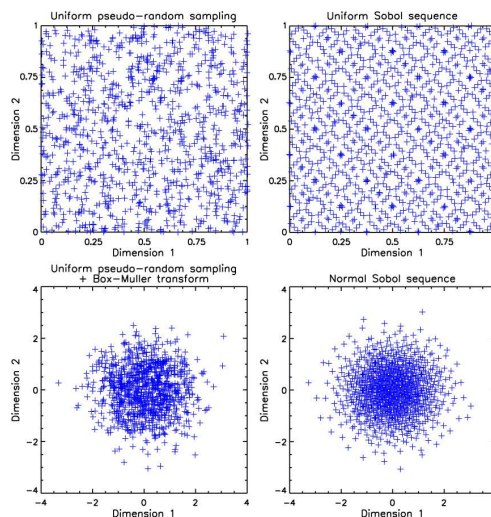 Uniform pseudo-random sampling
1
0.75
0.5
0.25
0
Dimension 2
0 0.25 0.5 0.75 1
Dimension 1
Uniform Sobol sequence
1
0.75
0.5
0.25
0
Dimension 2
0 0.25 0.5 0.75
Dimension 1
Uniform pseudo-random sampling
+ Box-Muller transform
4
2
0
-2
-4
Dimension 2
-4 -2 0 2 4
Dimension 1
Normal Sobol sequence
4
2
0
-2
-4
Dimension 2
-4 -2 0 2
Dimension 1